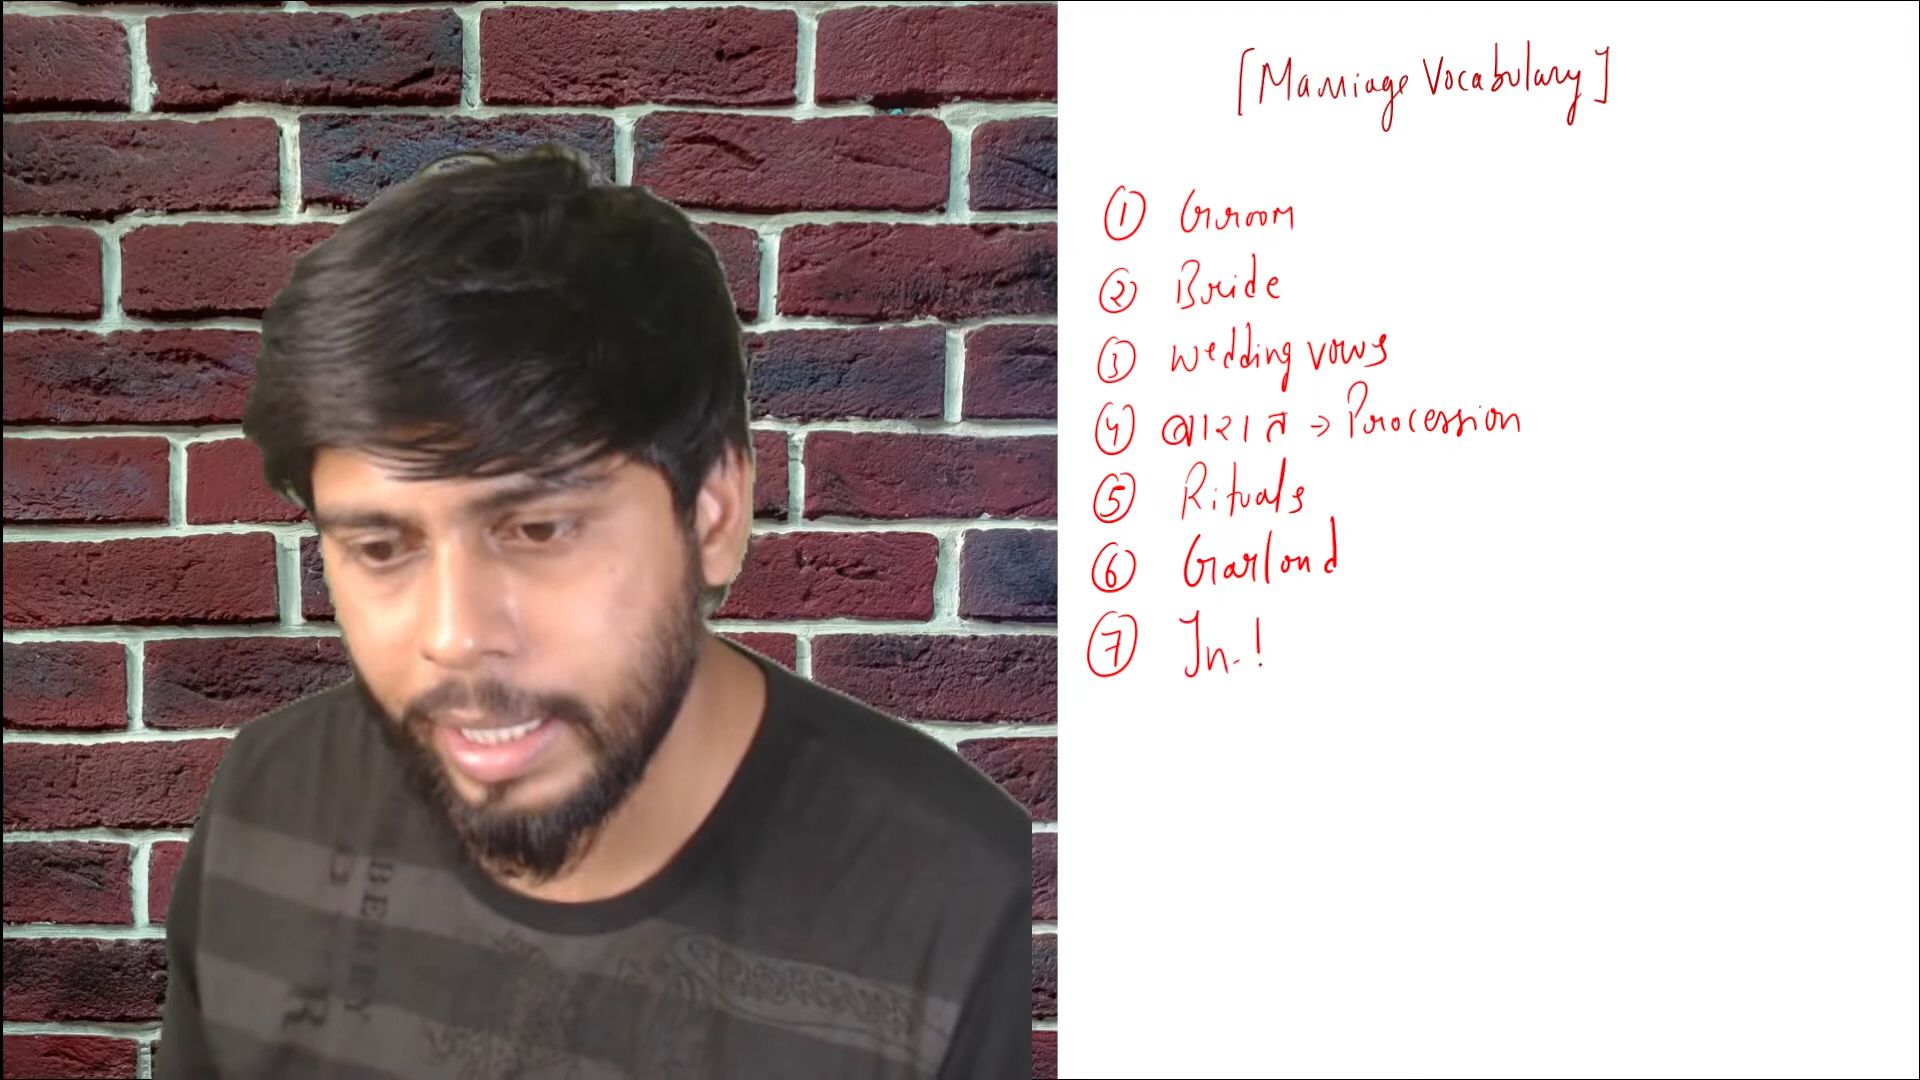 [Marriage Vocabulary]
① Groom
② Bride
③ wedding vows
④ बारात → Procession
⑤ Rituals
⑥ Garland
⑦ In.!